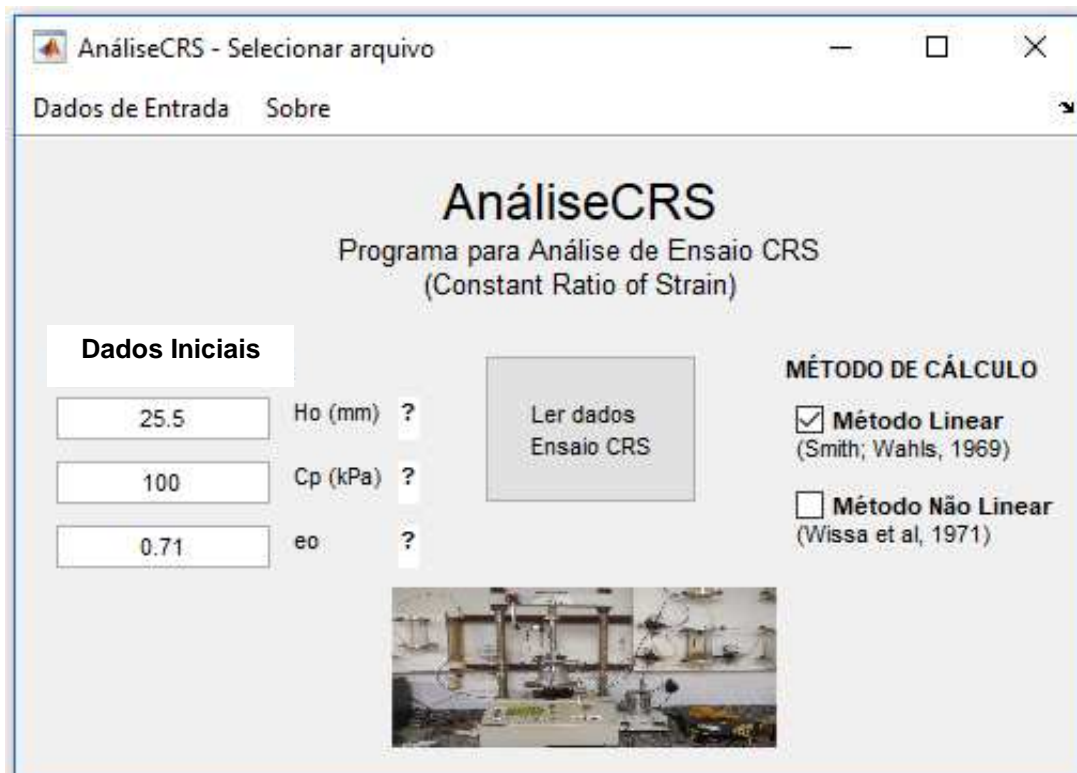 AnáliseCRS - Selecionar arquivo
Dados de Entrada Sobre
AnáliseCRS
Programa para Análise de Ensaio CRS
(Constant Ratio of Strain)
Dados Iniciais
25.5 Ho (mm) ?
100 Cp (kPa) ?
0.71 eo ?
Ler dados
Ensaio CRS
MÉTODO DE CÁLCULO
Método Linear
(Smith; Wahls, 1969)
Método Não Linear
(Wissa et al, 1971)